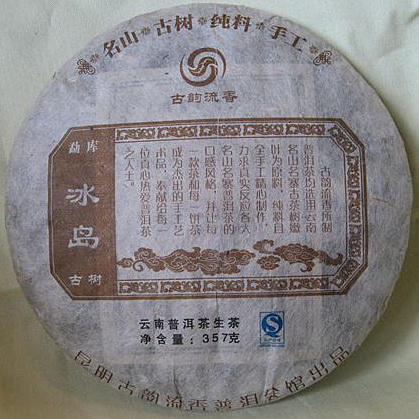 名山 古树 纯料 手工
古韵流香
勐库
冰岛
古树
古韵流香所制
普洱茶均选用云南
名山名寨古茶树嫩
叶为原料，纯料自
全手工精心制作，
力求真实反应各大
名山名寨普洱茶的
口感风格，并让每
一款茶和每一饼茶
成为杰出的手工艺
术品，奉献给每一
位真心热爱普洱茶
之人士。
云南普洱茶生茶
净含量：357克
昆明古韵流香普洱茶馆出品